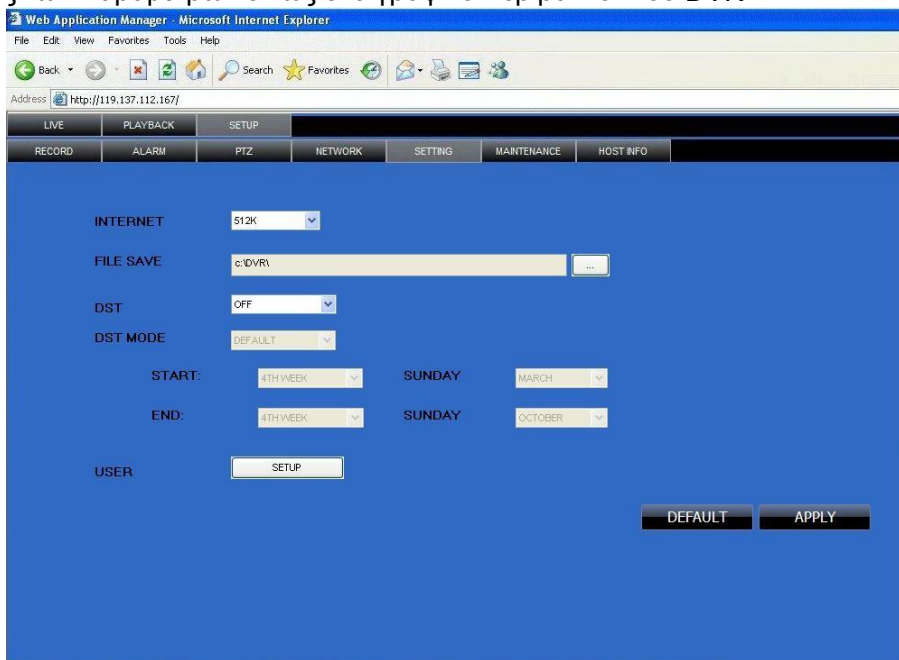 Web Application Manager - Microsoft Internet Explorer
File Edit View Favorites Tools Help
Back Search Favorites
Address http://119.137.112.167/
LIVE PLAYBACK SETUP
RECORD ALARM PTZ NETWORK SETTING MAINTENANCE HOST INFO
INTERNET 512K
FILE SAVE c:\DVR\ ...
DST OFF
DST MODE DEFAULT
START: 4TH WEEK SUNDAY MARCH
END: 4TH WEEK SUNDAY OCTOBER
USER SETUP
DEFAULT APPLY